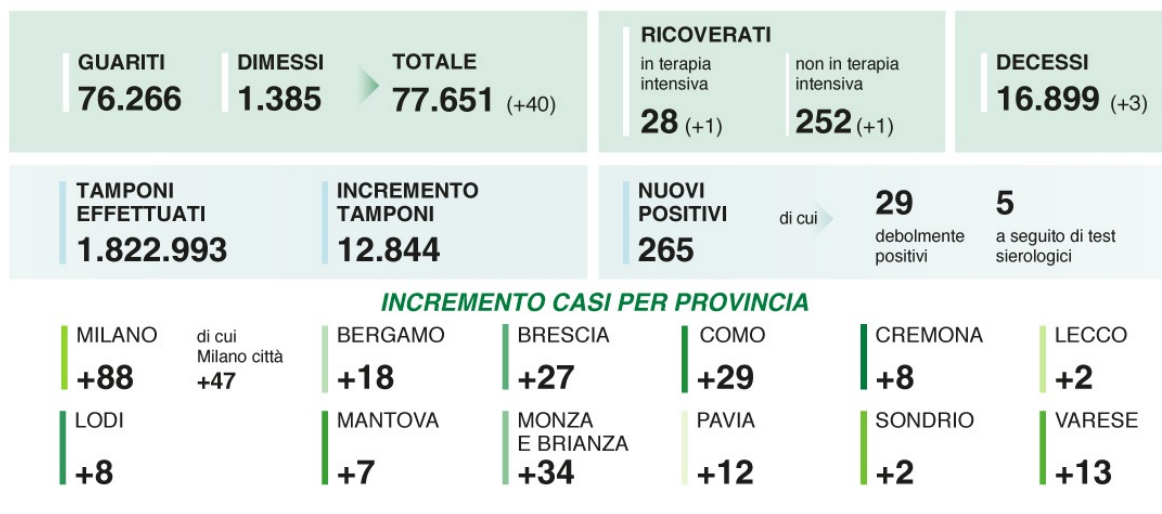 GUARITI
76.266
DIMESSI
1.385
TOTALE
77.651 (+40)
RICOVERATI
in terapia
intensiva
28 (+1)
non in terapia
intensiva
252 (+1)
DECESSI
16.899 (+3)
TAMPONI
EFFETTUATI
1.822.993
INCREMENTO
TAMPONI
12.844
NUOVI
POSITIVI
265
di cui
29
debolmente
positivi
5
a seguito di test
sierologici
INCREMENTO CASI PER PROVINCIA
MILANO
+88
di cui
Milano città
+47
BERGAMO
+18
BRESCIA
+27
COMO
+29
CREMONA
+8
LECCO
+2
LODI
+8
MANTOVA
+7
MONZA
E BRIANZA
+34
PAVIA
+12
SONDRIO
+2
VARESE
+13